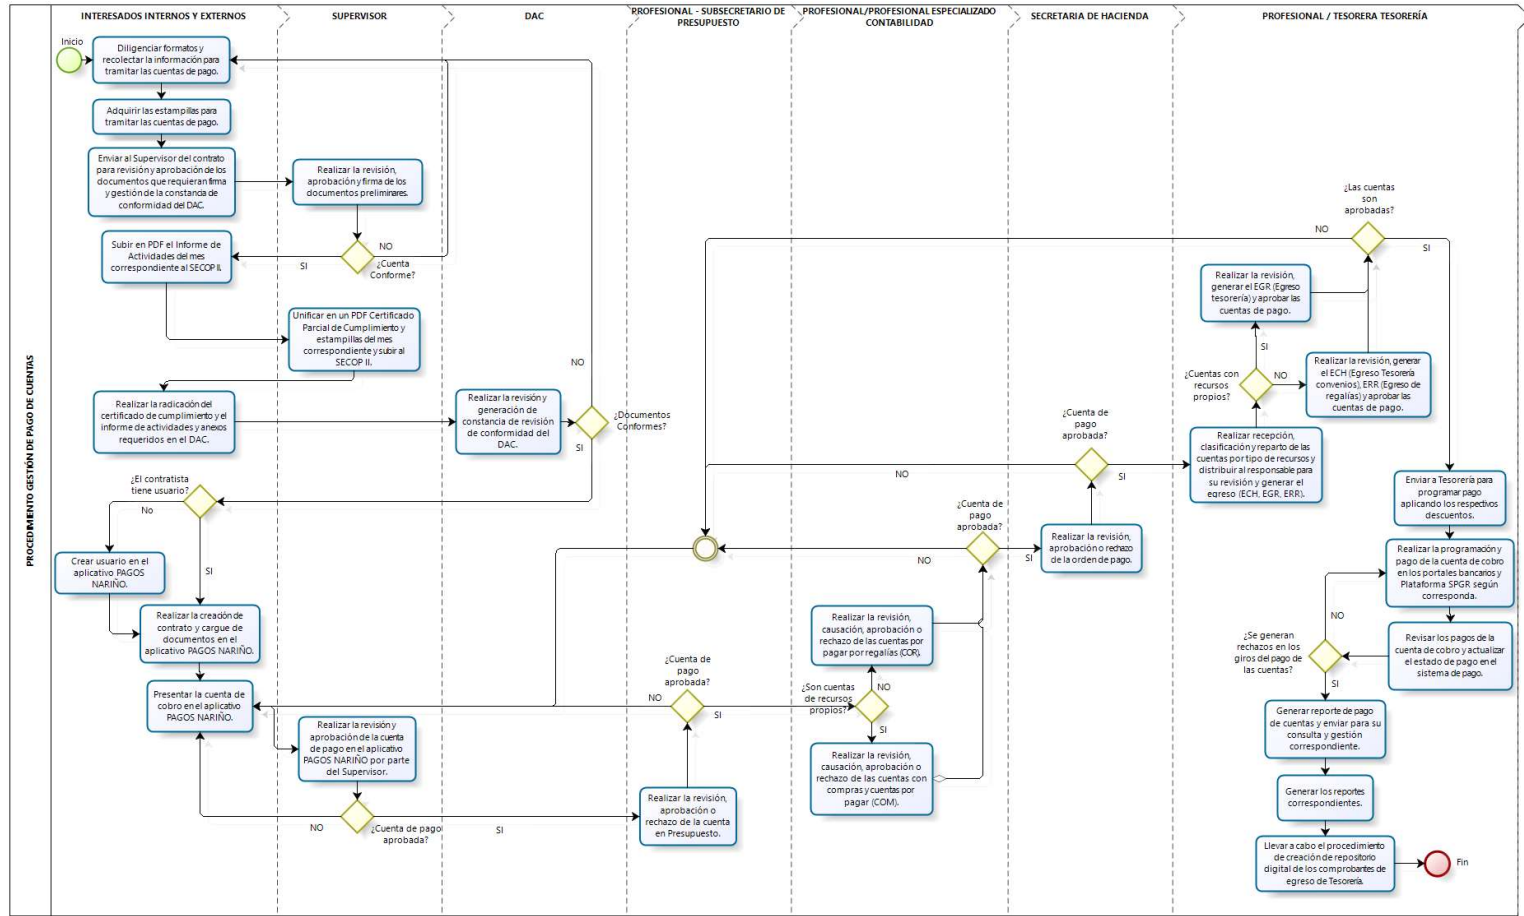 INTERESADOS INTERNOS Y EXTERNOS
SUPERVISOR
DAC
PROFESIONAL - SUBSECRETARIO DE
PRESUPUESTO
PROFESIONAL/PROFESIONAL ESPECIALIZADO
CONTABILIDAD
SECRETARIA DE HACIENDA
PROFESIONAL / TESORERA TESORERÍA
PROCEDIMIENTO GESTIÓN DE PAGO DE CUENTAS
Inicio
Diligenciar formatos y
recolectar la información para
tramitar las cuentas de pago.
Adquirir las estampillas para
tramitar las cuentas de pago.
Enviar al Supervisor del contrato
para revisión y aprobación de los
documentos que requieran firma
y gestión de la constancia de
conformidad del DAC.
Realizar la revisión,
aprobación y firma de los
documentos preliminares.
NO
¿Cuenta
Conforme?
SI
Subir en PDF el Informe de
Actividades del mes
correspondiente al SECOP II.
Unificar en un PDF Certificado
Parcial de Cumplimiento y
estampillas del mes
correspondiente y subir al
SECOP II.
Realizar la radicación del
certificado de cumplimiento y el
informe de actividades y anexos
requeridos en el DAC.
Realizar la revisión y
generación de
constancia de revisión
de conformidad del
DAC.
NO
¿Documentos
Conformes?
SI
¿El contratista
tiene usuario?
No
SI
Crear usuario en el
aplicativo PAGOS
NARIÑO.
Realizar la creación de
contrato y cargue de
documentos en el
aplicativo PAGOS NARIÑO.
Presentar la cuenta de
cobro en el aplicativo
PAGOS NARIÑO.
Realizar la revisión y
aprobación de la cuenta
de pago en el aplicativo
PAGOS NARIÑO por parte
del Supervisor.
NO
¿Cuenta de pago
aprobada?
SI
Realizar la revisión,
aprobación o
rechazo de la cuenta
en Presupuesto.
¿Cuenta de
pago
aprobada?
NO
SI
¿Son cuentas
de recursos
propios?
NO
SI
Realizar la revisión,
causación, aprobación o
rechazo de las cuentas por
pagar por regalías (COR).
Realizar la revisión,
causación, aprobación o
rechazo de las cuentas con
compras y cuentas por
pagar (COM).
¿Cuenta de
pago
aprobada?
NO
SI
Realizar la revisión,
aprobación o rechazo
de la orden de pago.
¿Cuenta de
pago
aprobada?
NO
SI
Realizar recepción,
clasificación y reparto de las
cuentas por tipo de recursos y
distribuir al responsable para
su revisión y generar el
egreso (ECH, EGR, ERR).
¿Cuentas con
recursos
propios?
SI
NO
Realizar la revisión,
generar el EGR (Egreso
tesorería) y aprobar las
cuentas de pago.
Realizar la revisión, generar
el ECH (Egreso Tesorería
convenios), ERR (Egreso de
regalías) y aprobar las
cuentas de pago.
¿Las cuentas
son
aprobadas?
NO
SI
Enviar a Tesorería para
programar pago
aplicando los respectivos
descuentos.
Realizar la programación y
pago de la cuenta de cobro
en los portales bancarios y
Plataforma SPGR según
corresponda.
Revisar los pagos de la
cuenta de cobro y actualizar
el estado de pago en el
sistema de pago.
¿Se generan
rechazos en los
giros del pago de
las cuentas?
NO
SI
Generar reporte de pago
de cuentas y enviar para su
consulta y gestión
correspondiente.
Generar los reportes
correspondientes.
Llevar a cabo el procedimiento
de creación de repositorio
digital de los comprobantes de
egreso de Tesorería.
Fin